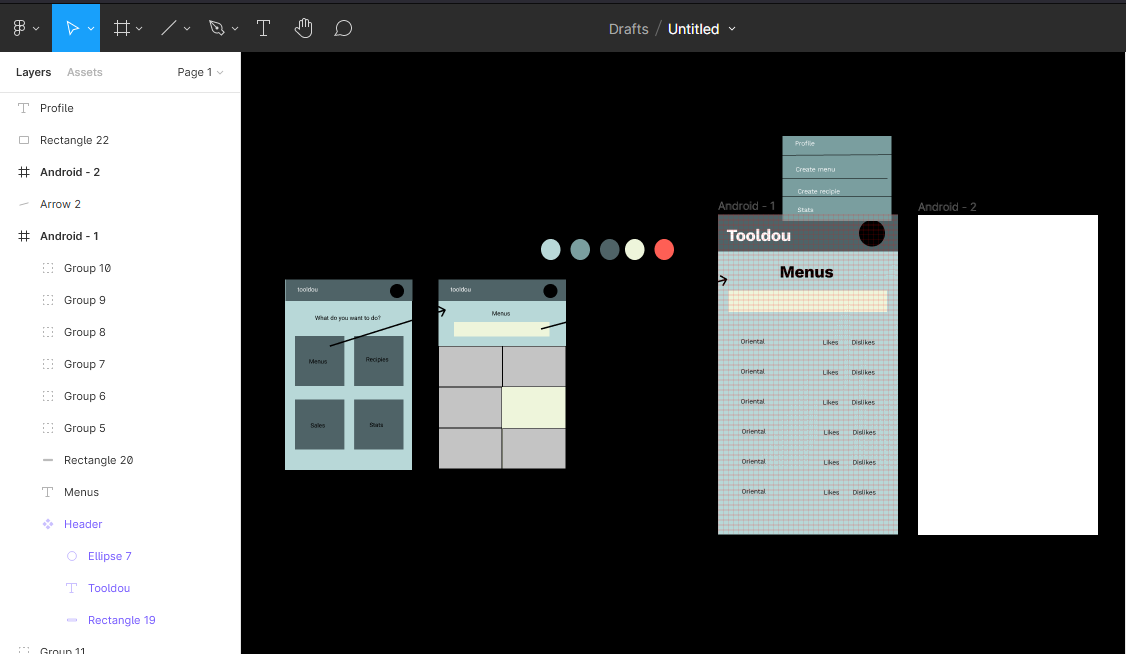 Drafts / Untitled
Layers Assets Page 1
Profile
Rectangle 22
Android - 2
Arrow 2
Android - 1
Group 10
Group 9
Group 8
Group 7
Group 6
Group 5
Rectangle 20
Menus
Header
Ellipse 7
Tooldou
Rectangle 19
Group 11
tooldou
What do you want to do?
Menus Recipies
Sales Stats
tooldou
Menus
Profile
Create menu
Create recipie
Stats
Android - 1
Tooldou
Menus
Oriental Likes Dislikes
Oriental Likes Dislikes
Oriental Likes Dislikes
Oriental Likes Dislikes
Oriental Likes Dislikes
Oriental Likes Dislikes
Android - 2